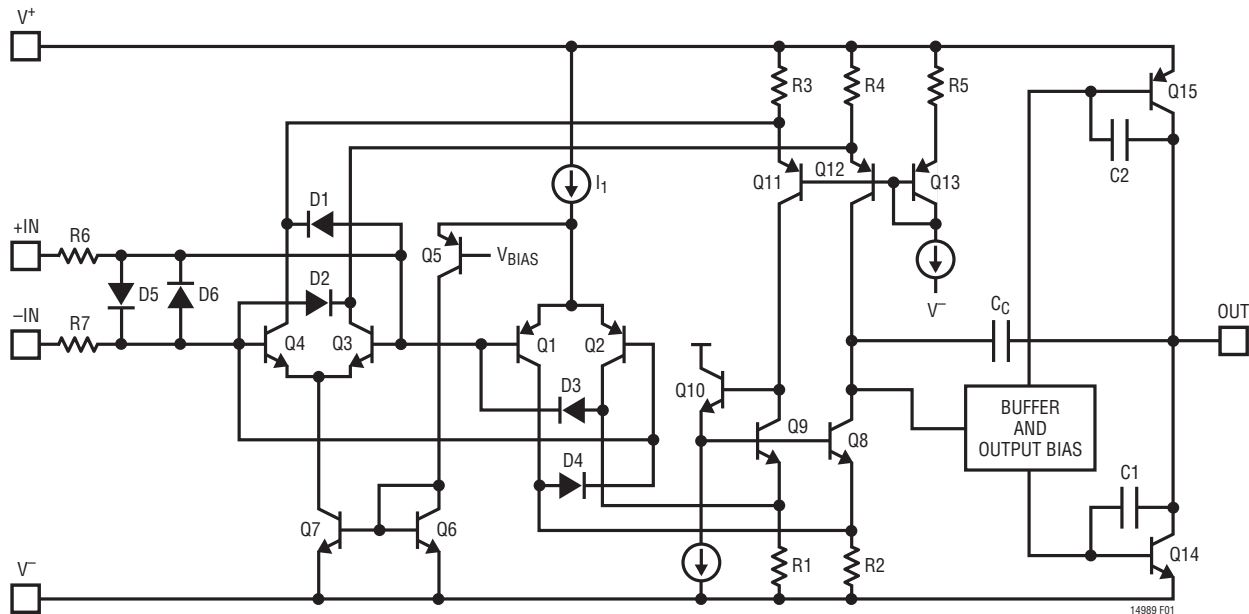 V+
R3
R4
R5
Q15
C2
I1
Q11
Q12
Q13
D1
+IN
R6
Q5
VBIAS
D2
D5
D6
V–
CC
OUT
–IN
R7
Q4
Q3
Q1
Q2
Q10
D3
BUFFER
AND
OUTPUT BIAS
Q9
Q8
D4
C1
Q7
Q6
Q14
V–
R1
R2
14989 F01